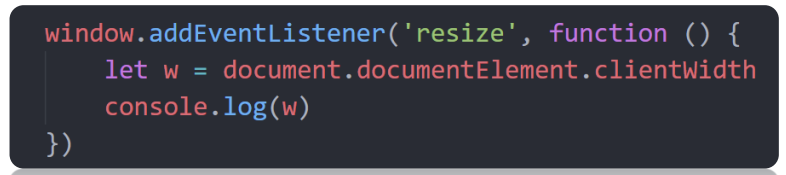 window.addEventListener('resize', function () {
    let w = document.documentElement.clientWidth
    console.log(w)
})